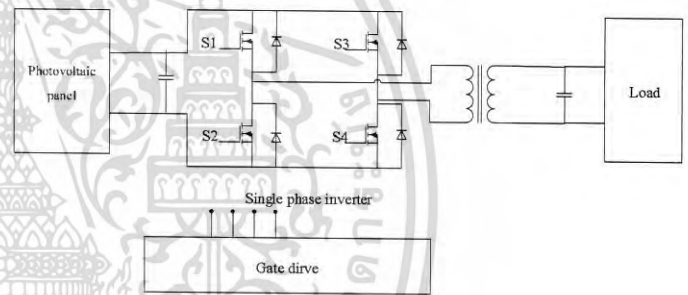 S1
S3
Photovoltaic
panel
Load
S2
S4
Single phase inverter
Gate dirve